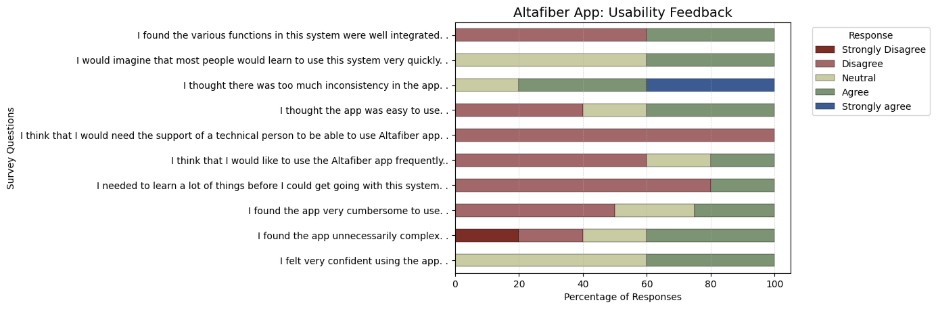 Altafiber App: Usability Feedback
Survey Questions
I found the various functions in this system were well integrated. .
I would imagine that most people would learn to use this system very quickly. .
I thought there was too much inconsistency in the app. .
I thought the app was easy to use. .
I think that I would need the support of a technical person to be able to use Altafiber app. .
I think that I would like to use the Altafiber app frequently..
I needed to learn a lot of things before I could get going with this system. .
I found the app very cumbersome to use. .
I found the app unnecessarily complex. .
I felt very confident using the app. .
0 20 40 60 80 100
Percentage of Responses
Response
Strongly Disagree
Disagree
Neutral
Agree
Strongly agree